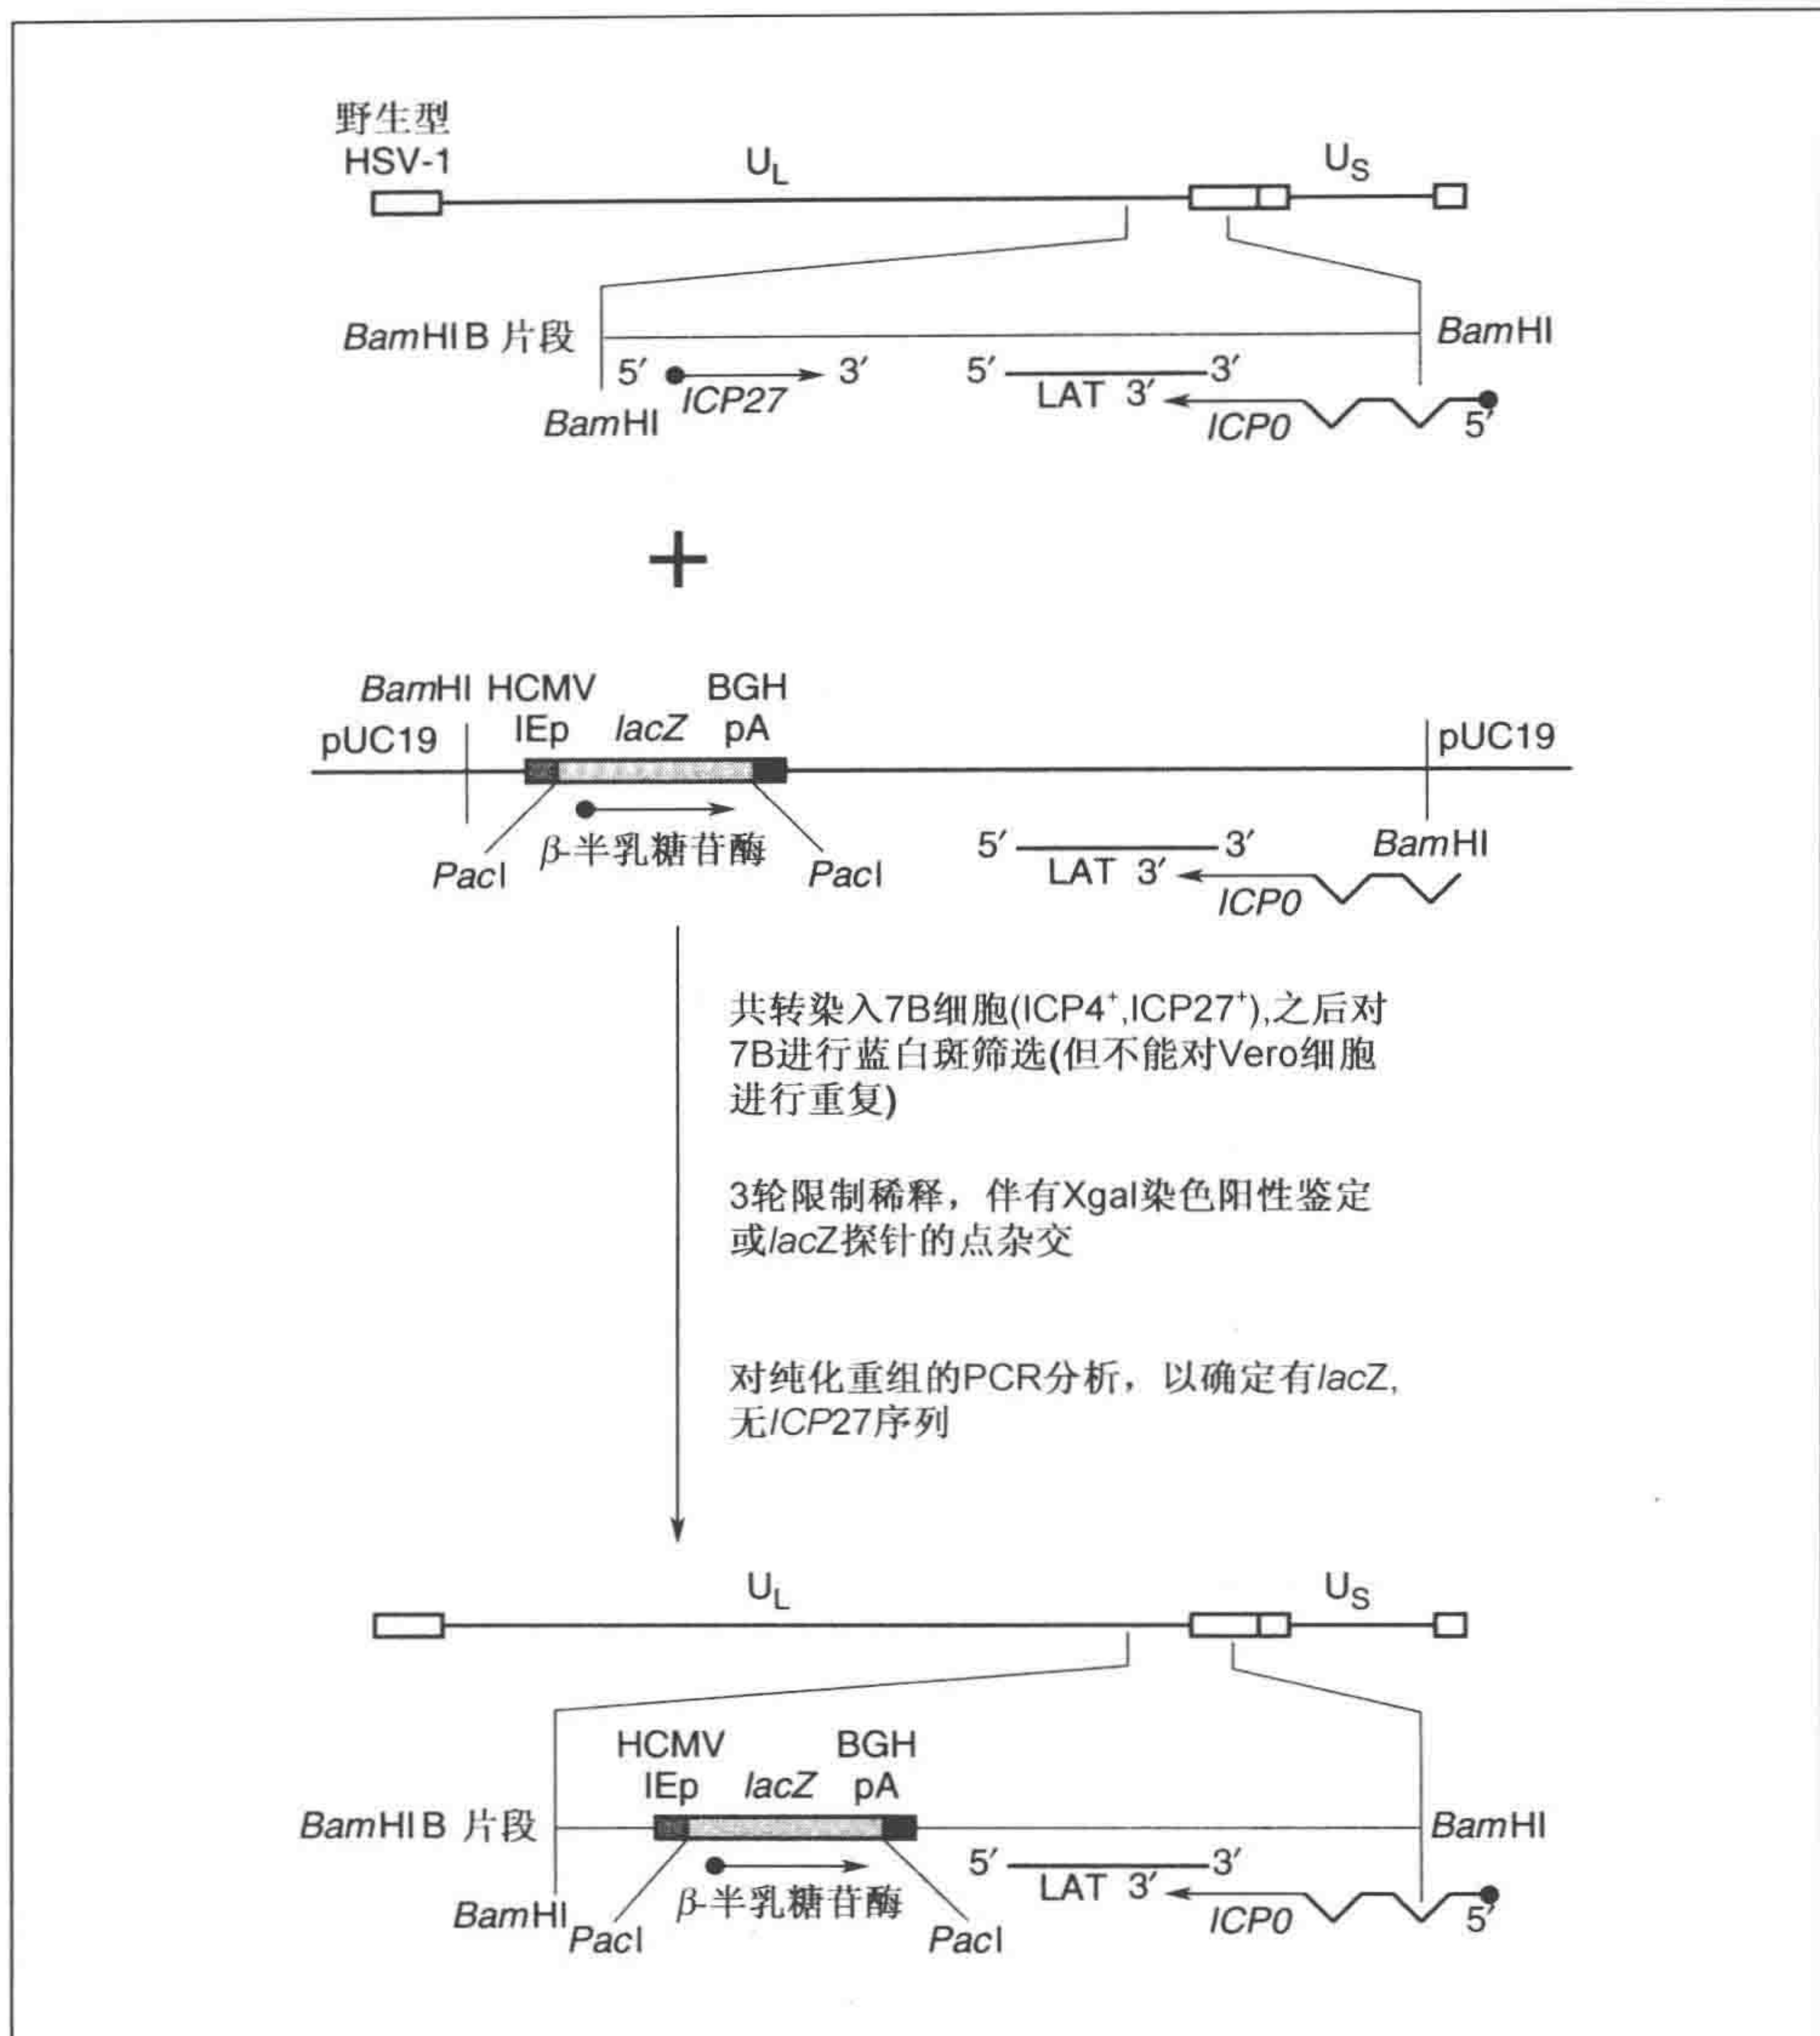 野生型
HSV-1
U_L
U_S
BamHI B 片段
BamHI
5′
ICP27
3′
5′
LAT
3′
3′
ICP0
5′
BamHI
+
BamHI
HCMV
IEp
lacZ
BGH
pA
pUC19
pUC19
PacI
β-半乳糖苷酶
PacI
5′
LAT
3′
3′
ICP0
BamHI
共转染入7B细胞(ICP4⁺,ICP27⁺),之后对
7B进行蓝白斑筛选(但不能对Vero细胞
进行重复)
3轮限制稀释，伴有Xgal染色阳性鉴定
或lacZ探针的点杂交
对纯化重组的PCR分析，以确定有lacZ,
无ICP27序列
U_L
U_S
HCMV
IEp
lacZ
BGH
pA
BamHI B 片段
BamHI
BamHI
PacI
β-半乳糖苷酶
PacI
5′
LAT
3′
3′
ICP0
5′